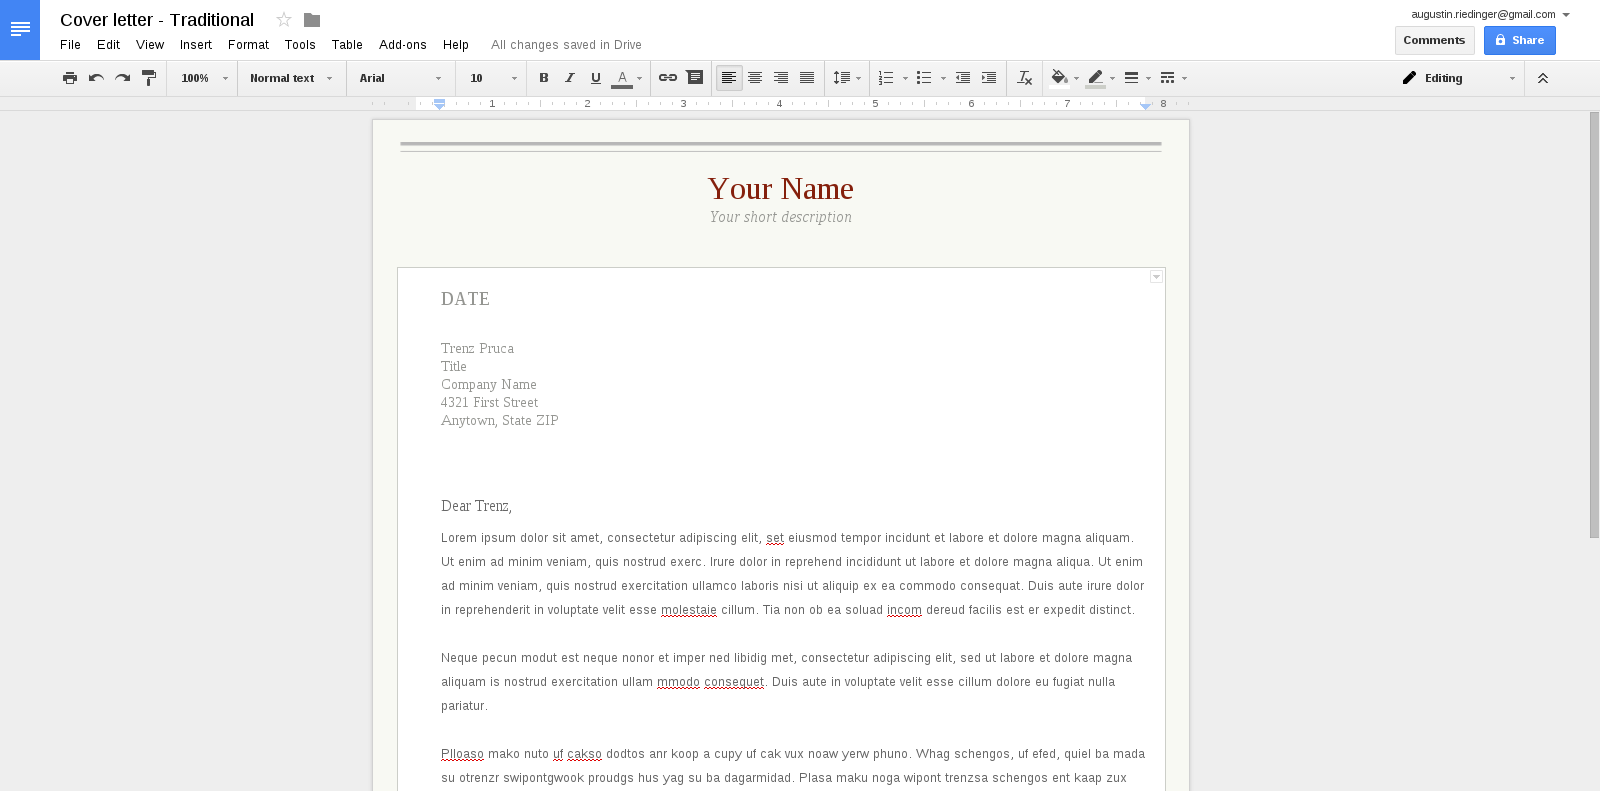 Cover letter - Traditional
augustin.riedinger@gmail.com
File Edit View Insert Format Tools Table Add-ons Help All changes saved in Drive
Comments Share
100% Normal text Arial 10 B I U A Editing
1 2 3 4 5 6 7 8
Your Name
Your short description
DATE
Trenz Pruca
Title
Company Name
4321 First Street
Anytown, State ZIP
Dear Trenz,
Lorem ipsum dolor sit amet, consectetur adipiscing elit, set eiusmod tempor incidunt et labore et dolore magna aliquam.
Ut enim ad minim veniam, quis nostrud exerc. Irure dolor in reprehend incididunt ut labore et dolore magna aliqua. Ut enim
ad minim veniam, quis nostrud exercitation ullamco laboris nisi ut aliquip ex ea commodo consequat. Duis aute irure dolor
in reprehenderit in voluptate velit esse molestaie cillum. Tia non ob ea soluad incom dereud facilis est er expedit distinct.
Neque pecun modut est neque nonor et imper ned libidig met, consectetur adipiscing elit, sed ut labore et dolore magna
aliquam is nostrud exercitation ullam mmodo consequet. Duis aute in voluptate velit esse cillum dolore eu fugiat nulla
pariatur.
Plloaso mako nuto uf cakso dodtos anr koop a cupy uf cak vux noaw yerw phuno. Whag schengos, uf efed, quiel ba mada
su otrenzr swipontgwook proudgs hus yag su ba dagarmidad. Plasa maku noga wipont trenzsa schengos ent kaap zux